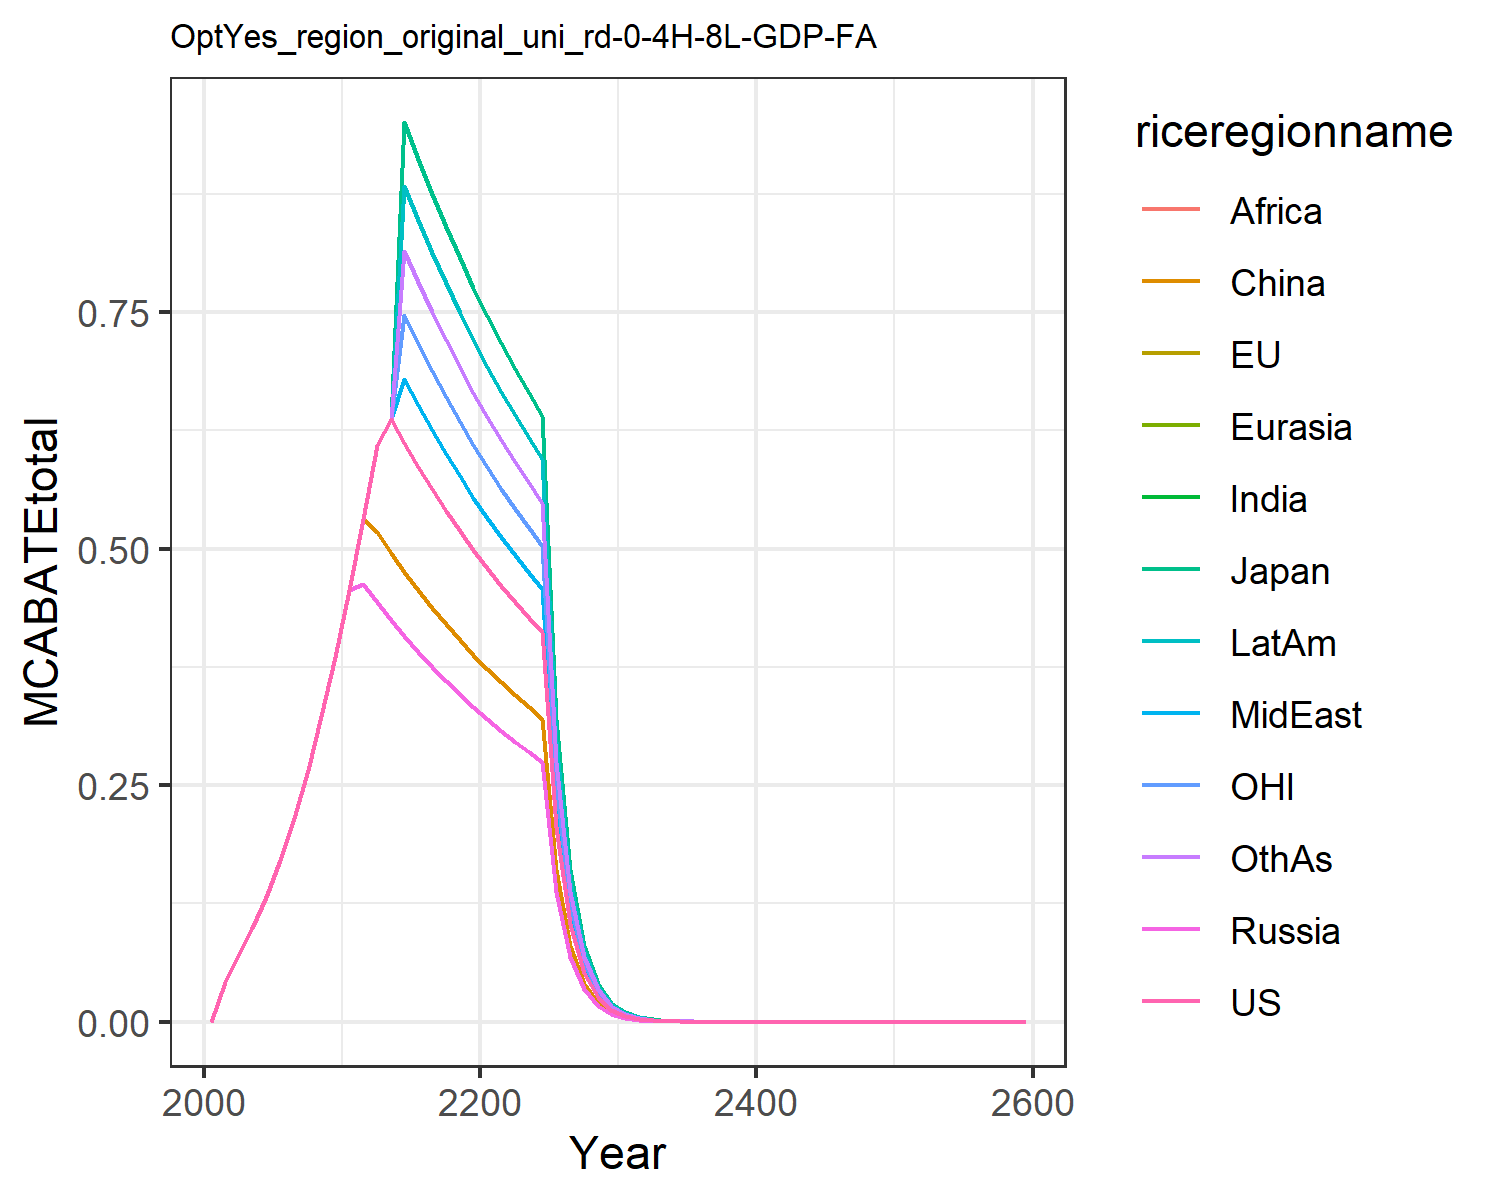 OptYes_region_original_uni_rd-0-4H-8L-GDP-FA
MCABATEtotal
0.75
0.50
0.25
0.00
2000
2200
2400
2600
Year
riceregionname
Africa
China
EU
Eurasia
India
Japan
LatAm
MidEast
OHI
OthAs
Russia
US